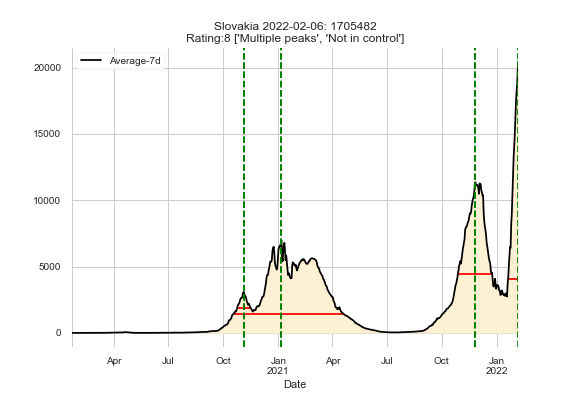 Slovakia 2022-02-06: 1705482
Rating:8 ['Multiple peaks', 'Not in control']
Average-7d
20000
15000
10000
5000
0
Apr
Jul
Oct
Jan
2021
Apr
Jul
Oct
Jan
2022
Date